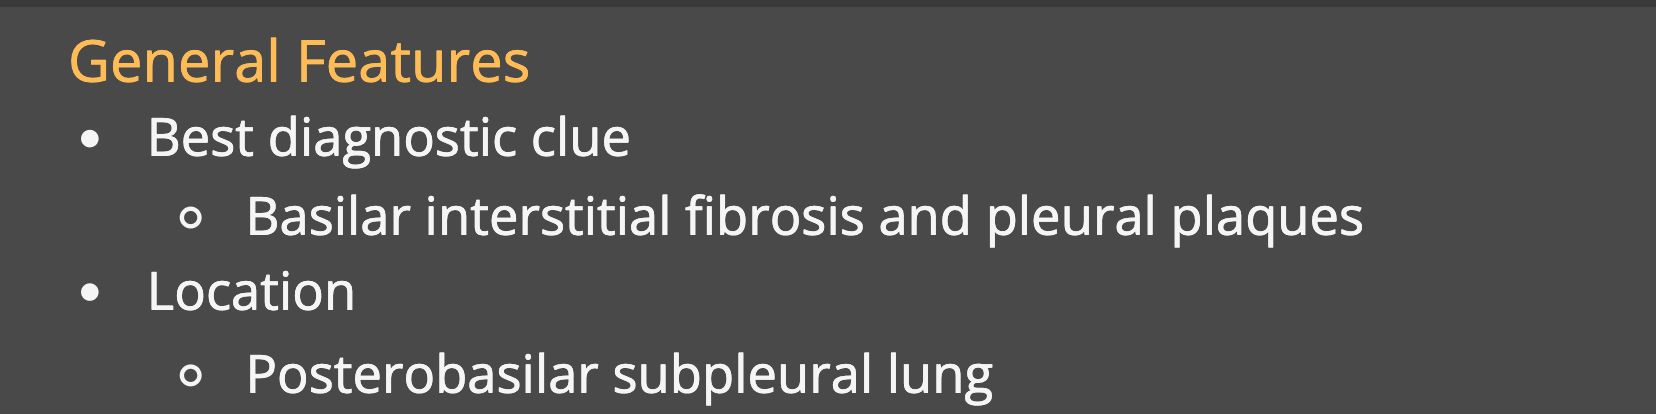 General Features
• Best diagnostic clue
○ Basilar interstitial fibrosis and pleural plaques
• Location
○ Posterobasilar subpleural lung